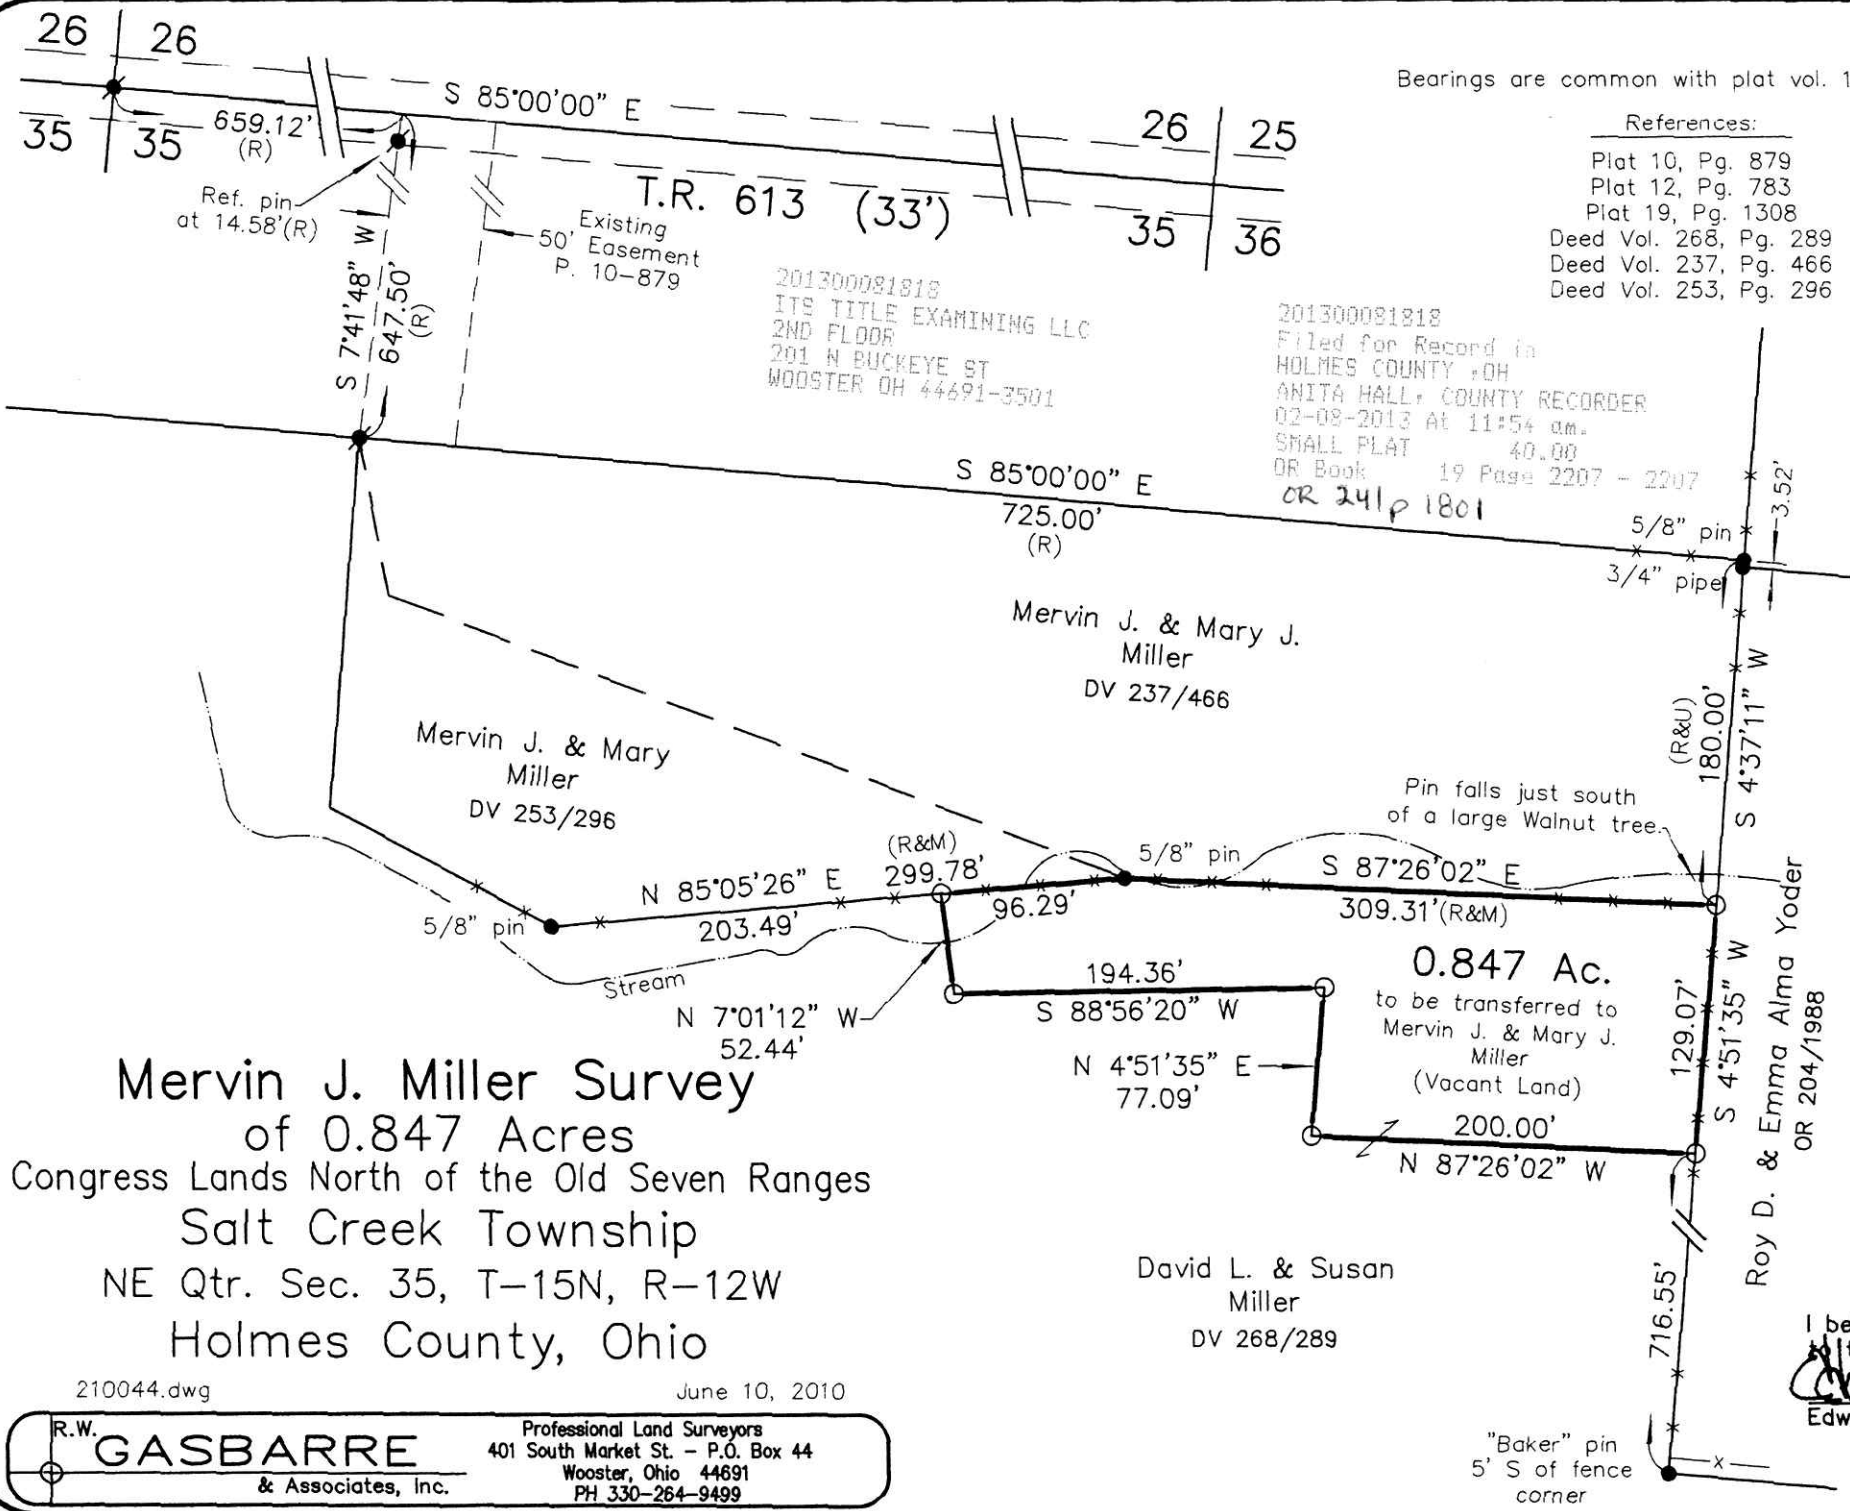 26 26
S 85°00'00" E
26 25
35 35
659.12'
(R)
Ref. pin
at 14.58'(R)
T.R. 613 (33')
35 36
Existing
50' Easement
P. 10-879
S 7°41'48" W
647.50'
(R)
Bearings are common with plat vol. 1
References:
Plat 10, Pg. 879
Plat 12, Pg. 783
Plat 19, Pg. 1308
Deed Vol. 268, Pg. 289
Deed Vol. 237, Pg. 466
Deed Vol. 253, Pg. 296
201300081818
ITS TITLE EXAMINING LLC
2ND FLOOR
201 N BUCKEYE ST
WOOSTER OH 44691-3501
201300081818
Filed for Record in
HOLMES COUNTY ,OH
ANITA HALL, COUNTY RECORDER
02-08-2013 At 11:54 am.
SMALL PLAT 40.00
OR Book 19 Page 2207 - 2207
OR 241 p 1801
S 85°00'00" E
725.00'
(R)
5/8" pin
3/4" pipe
3.52'
Mervin J. & Mary J.
Miller
DV 237/466
(R&U)
180.00'
S 4°37'11" W
Mervin J. & Mary
Miller
DV 253/296
Pin falls just south
of a large Walnut tree.
5/8" pin
N 85°05'26" E
203.49'
(R&M)
299.78'
96.29'
5/8" pin
S 87°26'02" E
309.31'(R&M)
Stream
N 7°01'12" W
52.44'
194.36'
S 88°56'20" W
N 4°51'35" E
77.09'
0.847 Ac.
to be transferred to
Mervin J. & Mary J.
Miller
(Vacant Land)
200.00'
N 87°26'02" W
129.07'
S 4°51'35" W
Roy D. & Emma Alma Yoder
OR 204/1988
Mervin J. Miller Survey
of 0.847 Acres
Congress Lands North of the Old Seven Ranges
Salt Creek Township
NE Qtr. Sec. 35, T-15N, R-12W
Holmes County, Ohio
210044.dwg June 10, 2010
David L. & Susan
Miller
DV 268/289
716.55'
"Baker" pin
5' S of fence
corner
I be
Edw
R.W.
GASBARRE
& Associates, Inc.
Professional Land Surveyors
401 South Market St. - P.O. Box 44
Wooster, Ohio 44691
PH 330-264-9499